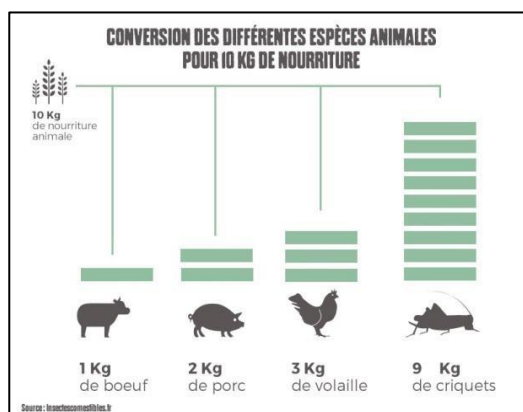 CONVERSION DES DIFFÉRENTES ESPÈCES ANIMALES
POUR 10 KG DE NOURRITURE
10 Kg
de nourriture
animale
1 Kg
de boeuf
2 Kg
de porc
3 Kg
de volaille
9 Kg
de criquets
Source : Insectescomestibles.fr